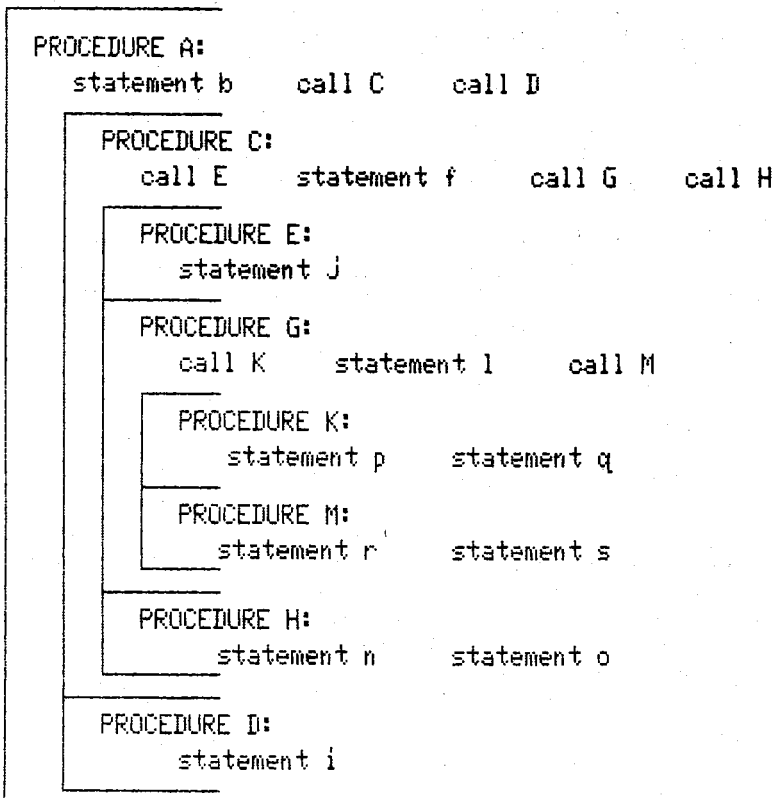 PROCEDURE A:
statement b call C call D
PROCEDURE C:
call E statement f call G call H
PROCEDURE E:
statement j
PROCEDURE G:
call K statement l call M
PROCEDURE K:
statement p statement q
PROCEDURE M:
statement r statement s
PROCEDURE H:
statement n statement o
PROCEDURE D:
statement i